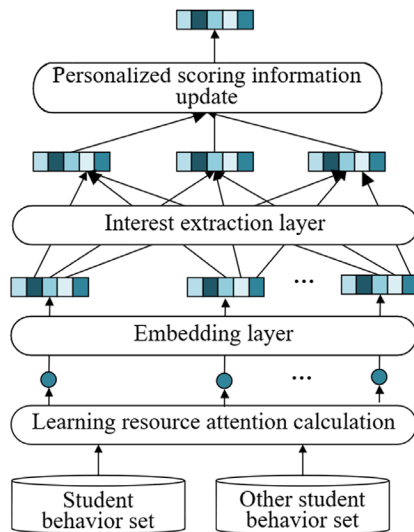 Personalized scoring information
update
Interest extraction layer
...
Embedding layer
...
Learning resource attention calculation
Student
behavior set
Other student
behavior set